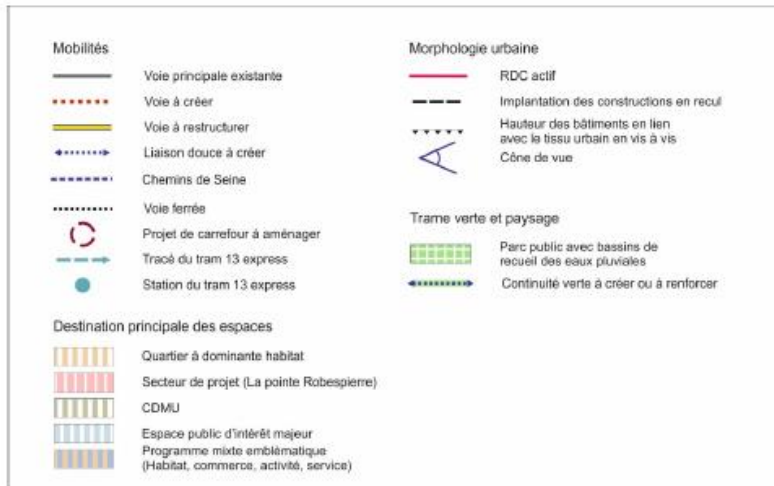 Mobilités
Voie principale existante
Voie à créer
Voie à restructurer
Liaison douce à créer
Chemins de Seine
Voie ferrée
Projet de carrefour à aménager
Tracé du tram 13 express
Station du tram 13 express
Destination principale des espaces
Quartier à dominante habitat
Secteur de projet (La pointe Robespierre)
CDMU
Espace public d'intérêt majeur
Programme mixte emblématique
(Habitat, commerce, activité, service)
Morphologie urbaine
RDC actif
Implantation des constructions en recul
Hauteur des bâtiments en lien
avec le tissu urbain en vis à vis
Cône de vue
Trame verte et paysage
Parc public avec bassins de
recueil des eaux pluviales
Continuité verte à créer ou à renforcer